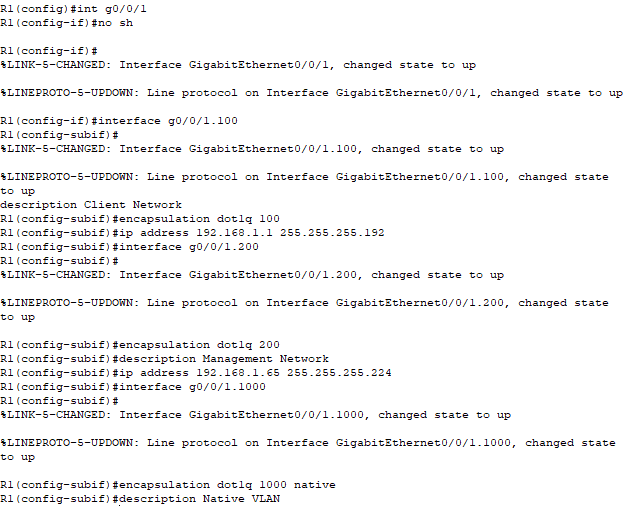 R1(config)#int g0/0/1
R1(config-if)#no sh
R1(config-if)#
%LINK-5-CHANGED: Interface GigabitEthernet0/0/1, changed state to up
%LINEPROTO-5-UPDOWN: Line protocol on Interface GigabitEthernet0/0/1, changed state to up
R1(config-if)#interface g0/0/1.100
R1(config-subif)#
%LINK-5-CHANGED: Interface GigabitEthernet0/0/1.100, changed state to up
%LINEPROTO-5-UPDOWN: Line protocol on Interface GigabitEthernet0/0/1.100, changed state
to up
description Client Network
R1(config-subif)#encapsulation dot1q 100
R1(config-subif)#ip address 192.168.1.1 255.255.255.192
R1(config-subif)#interface g0/0/1.200
R1(config-subif)#
%LINK-5-CHANGED: Interface GigabitEthernet0/0/1.200, changed state to up
%LINEPROTO-5-UPDOWN: Line protocol on Interface GigabitEthernet0/0/1.200, changed state
to up
R1(config-subif)#encapsulation dot1q 200
R1(config-subif)#description Management Network
R1(config-subif)#ip address 192.168.1.65 255.255.255.224
R1(config-subif)#interface g0/0/1.1000
R1(config-subif)#
%LINK-5-CHANGED: Interface GigabitEthernet0/0/1.1000, changed state to up
%LINEPROTO-5-UPDOWN: Line protocol on Interface GigabitEthernet0/0/1.1000, changed state
to up
R1(config-subif)#encapsulation dot1q 1000 native
R1(config-subif)#description Native VLAN